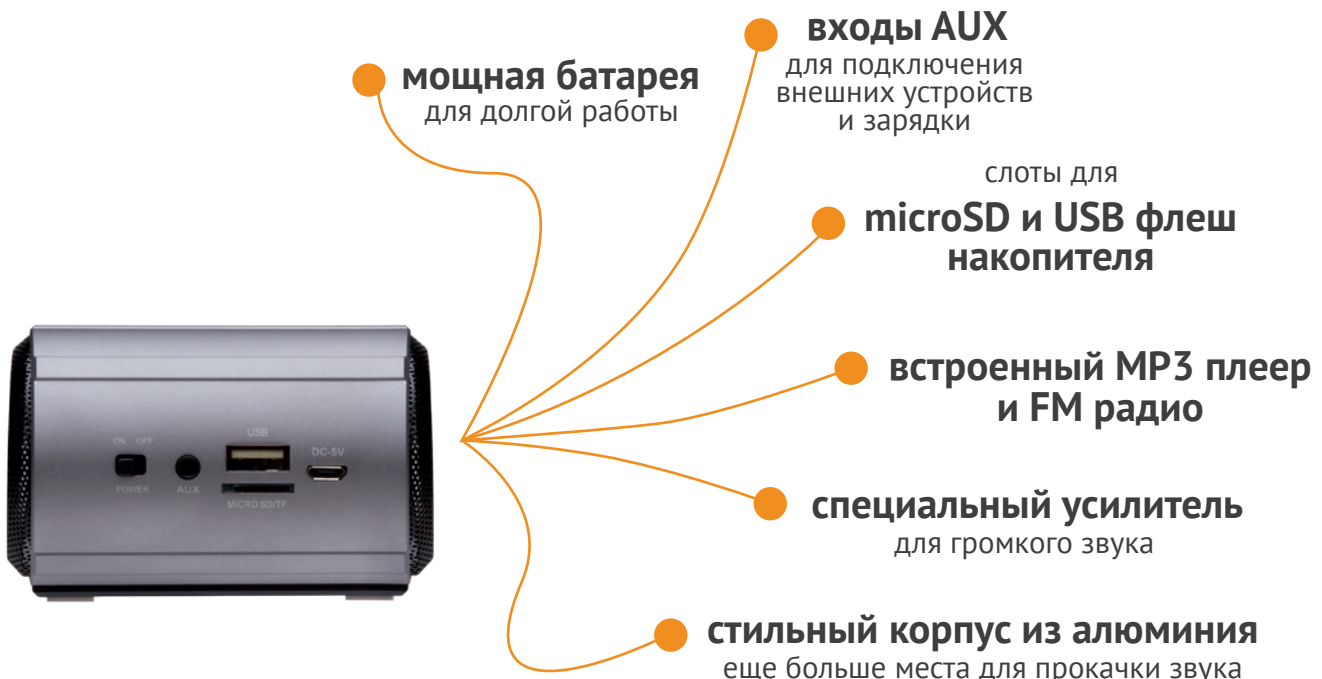 входы AUX
для подключения
внешних устройств
и зарядки
мощная батарея
для долгой работы
слоты для
microSD и USB флеш
накопителя
встроенный MP3 плеер
и FM радио
специальный усилитель
для громкого звука
стильный корпус из алюминия
еще больше места для прокачки звука
ON OFF
POWER
AUX
USB
MICRO SD/TF
DC-5V